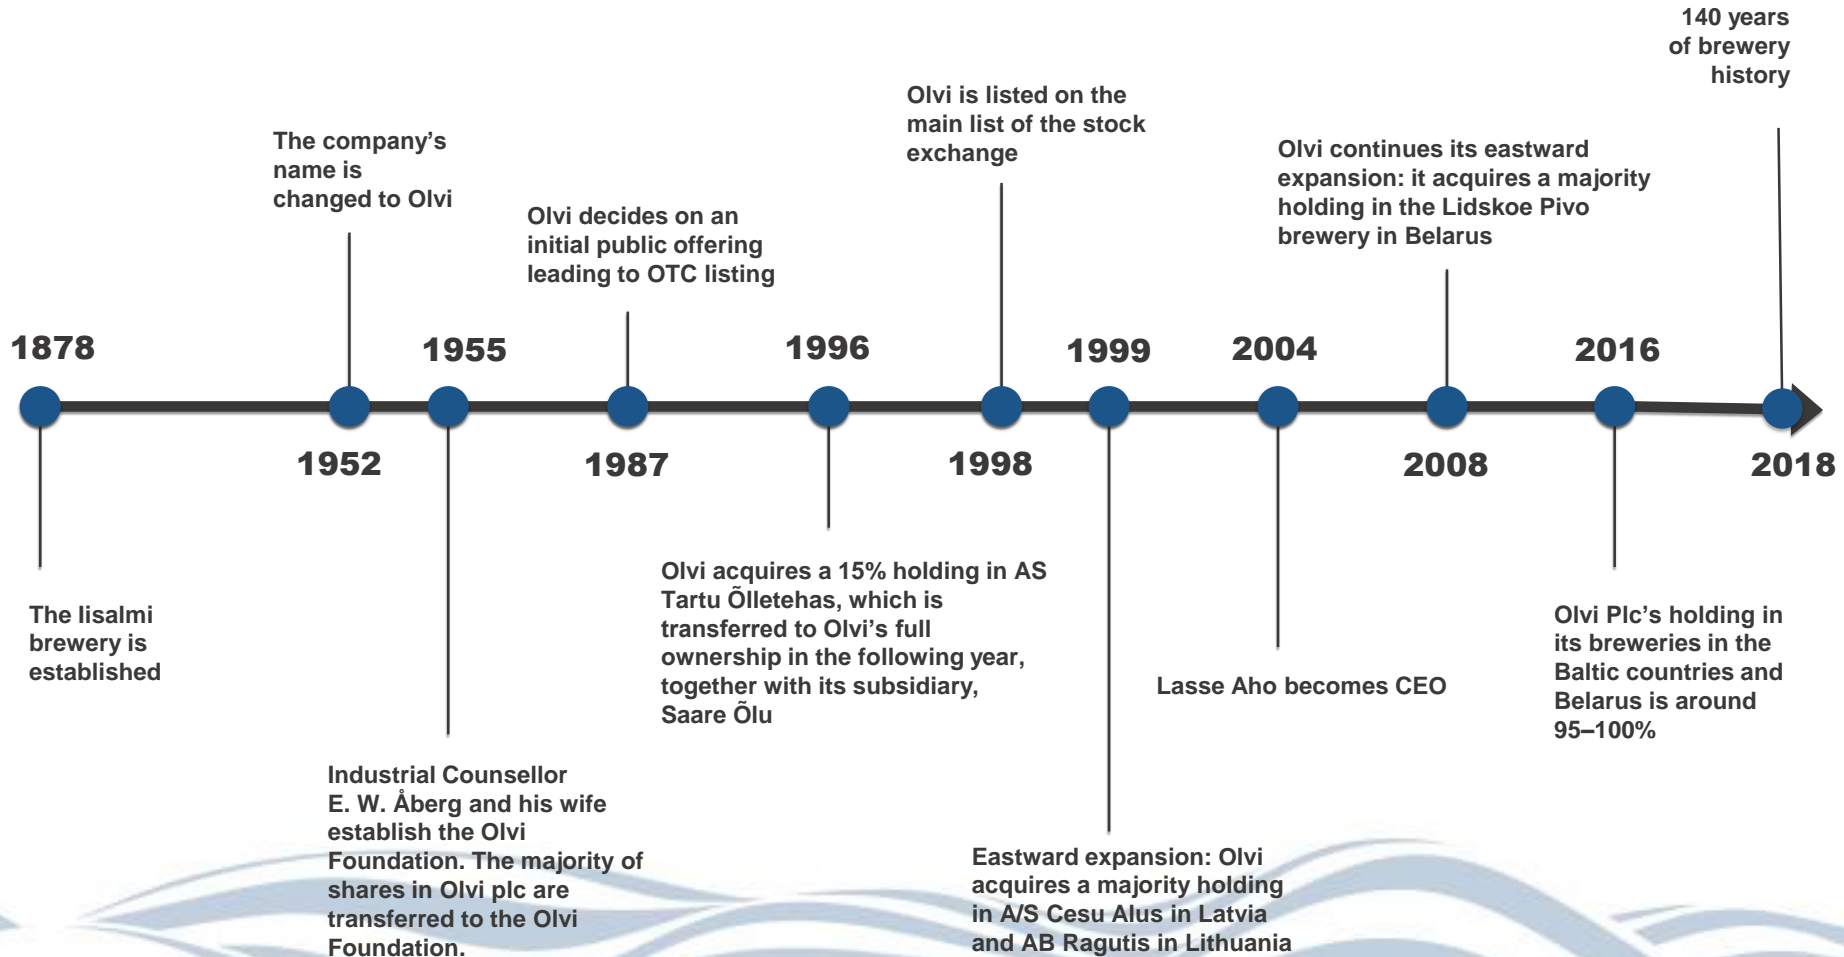 140 years
of brewery
history
Olvi is listed on the
main list of the stock
exchange
The company’s
name is
changed to Olvi
Olvi continues its eastward
expansion: it acquires a majority
holding in the Lidskoe Pivo
brewery in Belarus
Olvi decides on an
initial public offering
leading to OTC listing
1878
1955
1996
1999
2004
2016
1952
1987
1998
2008
2018
The Iisalmi
brewery is
established
Olvi acquires a 15% holding in AS
Tartu Õlletehas, which is
transferred to Olvi’s full
ownership in the following year,
together with its subsidiary,
Saare Õlu
Lasse Aho becomes CEO
Olvi Plc’s holding in
its breweries in the
Baltic countries and
Belarus is around
95–100%
Industrial Counsellor
E. W. Åberg and his wife
establish the Olvi
Foundation. The majority of
shares in Olvi plc are
transferred to the Olvi
Foundation.
Eastward expansion: Olvi
acquires a majority holding
in A/S Cesu Alus in Latvia
and AB Ragutis in Lithuania